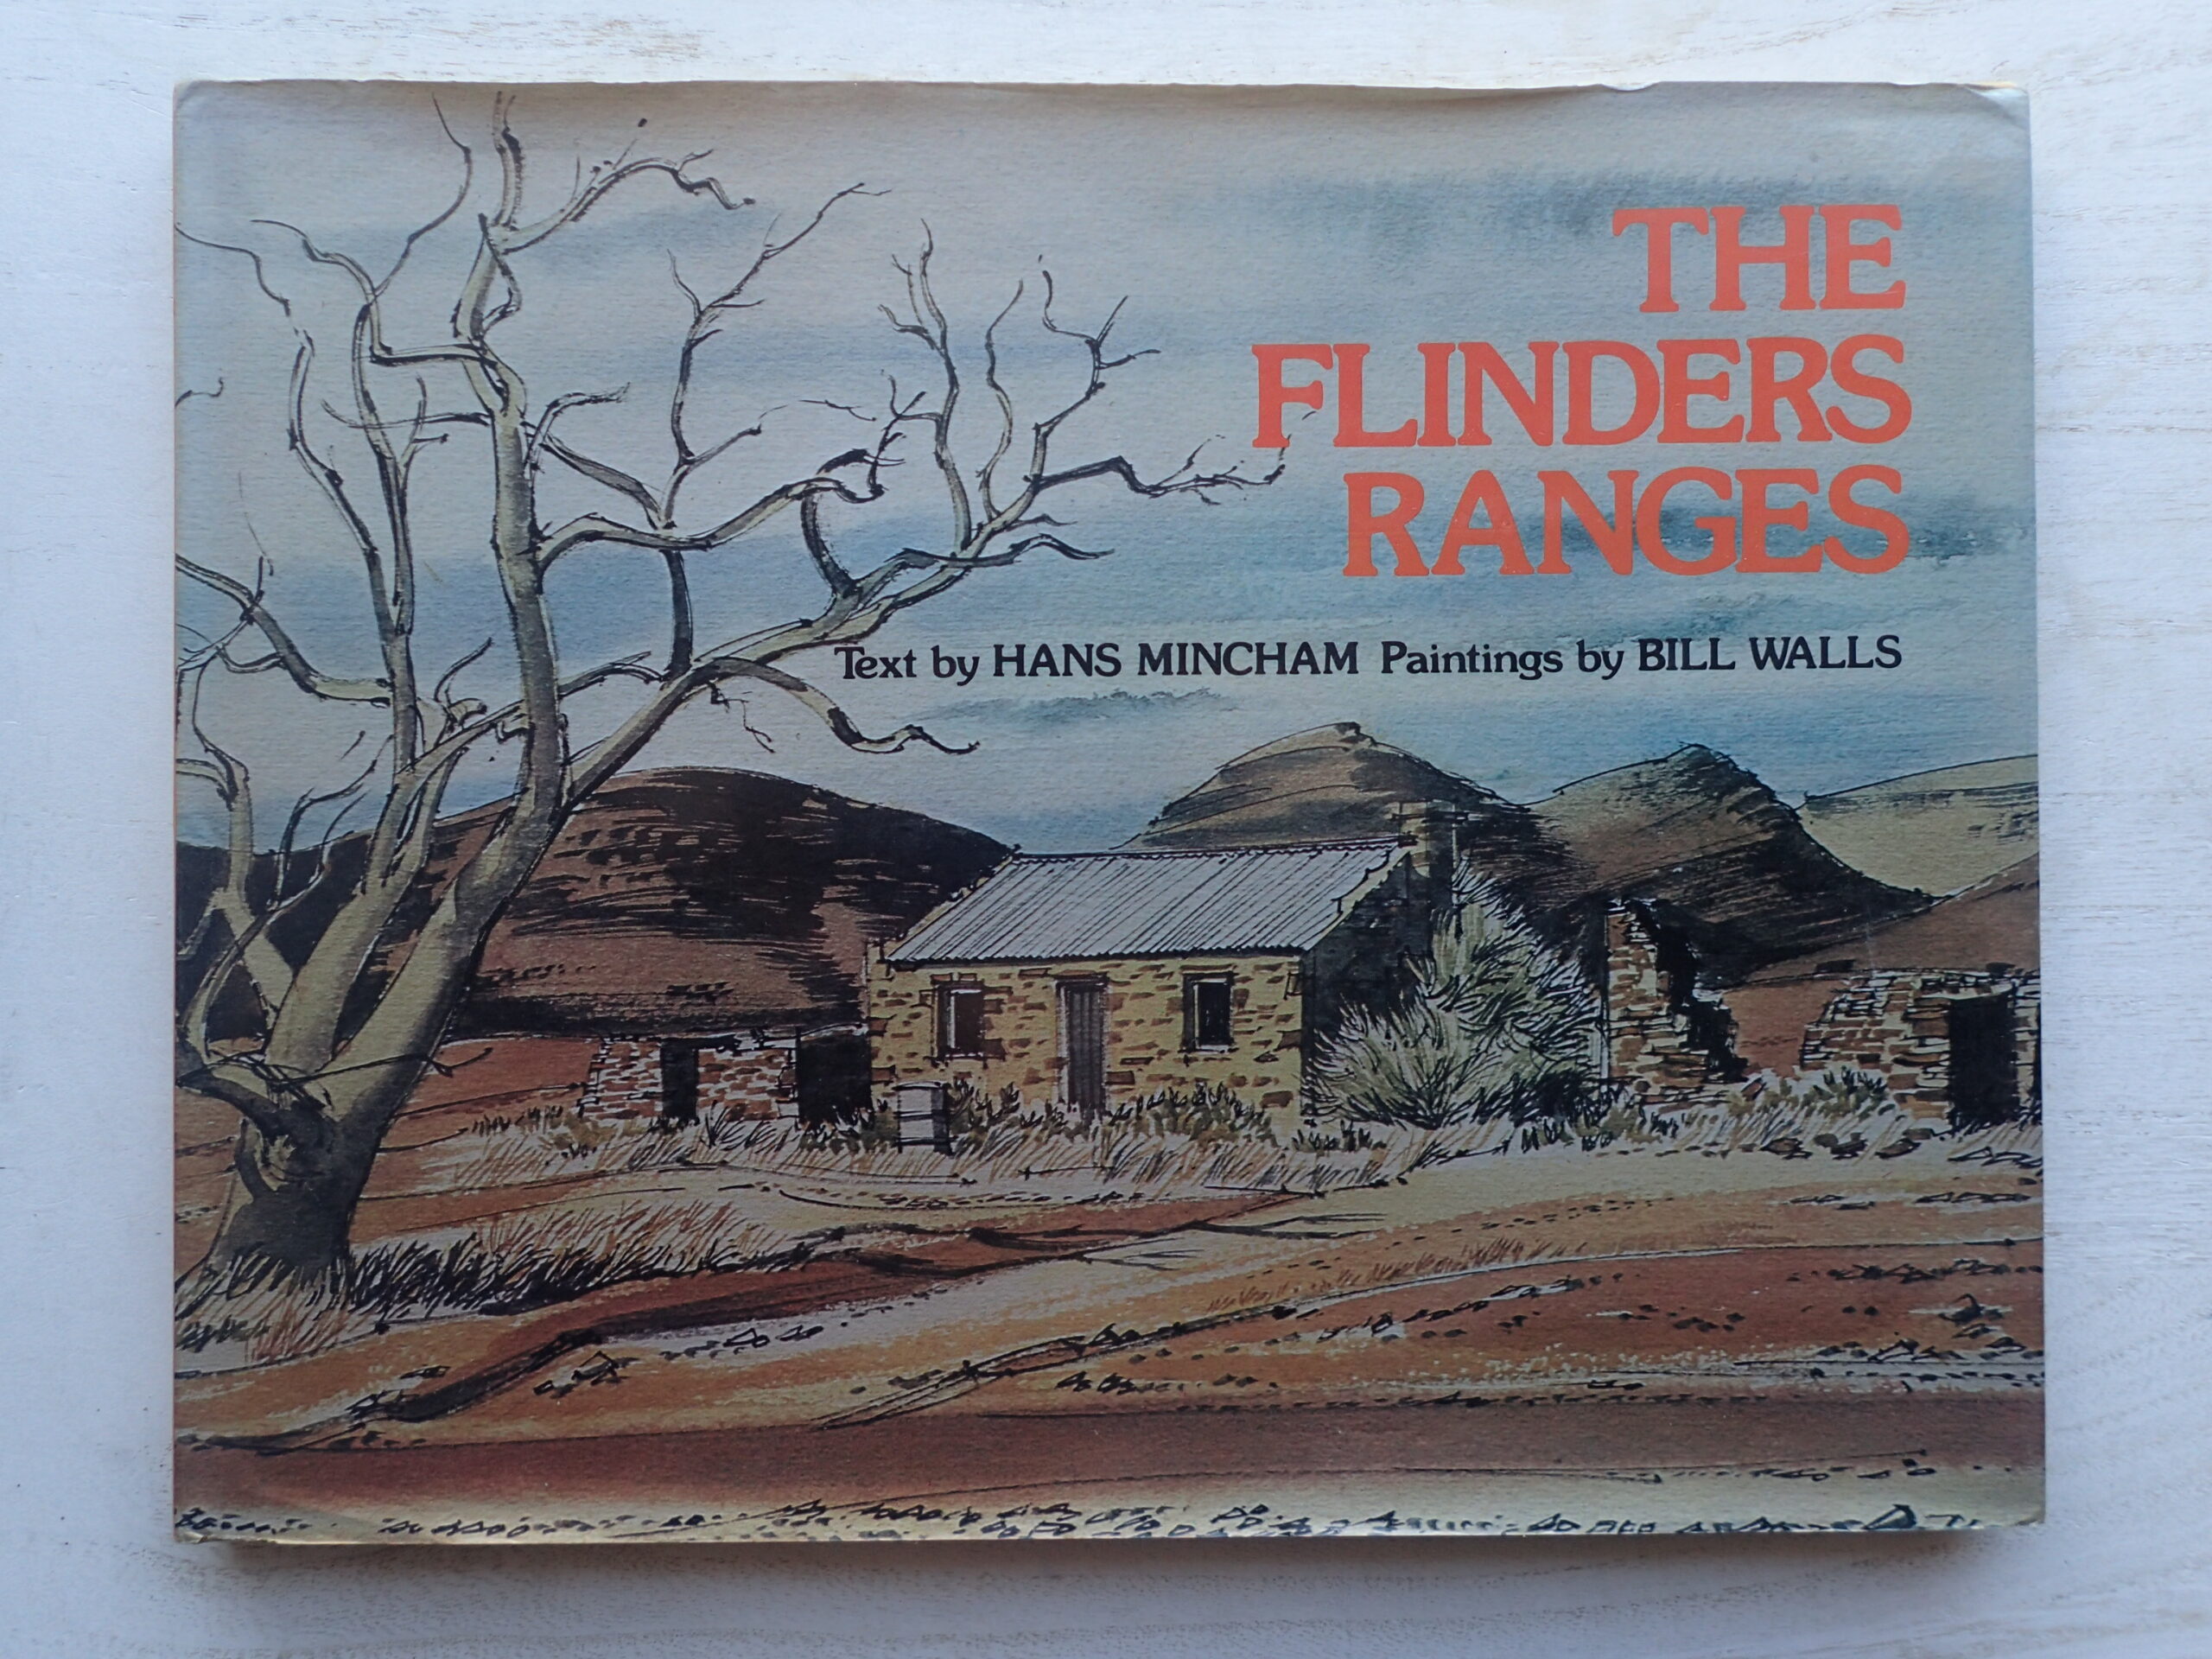 THE
FLINDERS
RANGES
Text by HANS MINCHAM Paintings by BILL WALLS